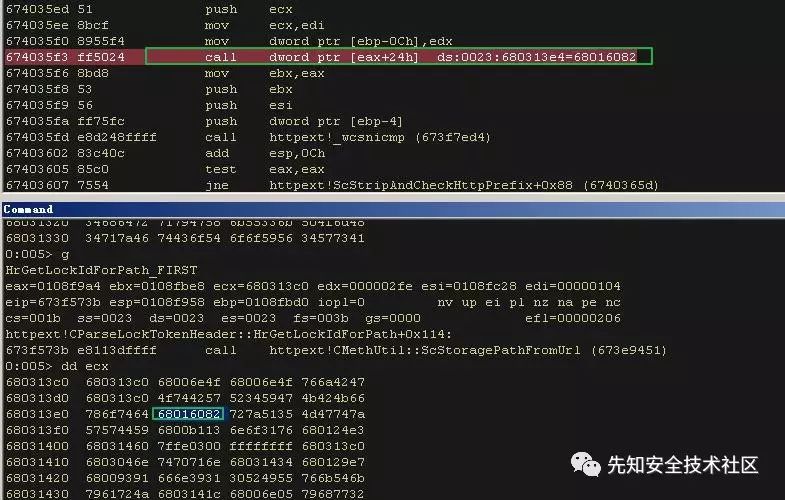 674035ed 51 push ecx
674035ee 8bcf mov ecx,edi
674035f0 8955f4 mov dword ptr [ebp-0Ch],edx
674035f3 ff5024 call dword ptr [eax+24h] ds:0023:680313e4=68016082
674035f6 8bd8 mov ebx,eax
674035f8 53 push ebx
674035f9 56 push esi
674035fa ff75fc push dword ptr [ebp-4]
674035fd e8d248ffff call httpext!_wcsnicmp (673f7ed4)
67403602 83c40c add esp,0Ch
67403605 85c0 test eax,eax
67403607 7554 jne httpext!ScStripAndCheckHttpPrefix+0x88 (6740365d)
Command
68031330 34717a46 74436f54 6f6f5956 34577341
0:005> g
HrGetLockIdForPath_FIRST
eax=0108f9a4 ebx=0108fbe8 ecx=680313c0 edx=000002fe esi=0108fc28 edi=00000104
eip=673f573b esp=0108f958 ebp=0108fbd0 iopl=0 nv up ei pl nz na pe nc
cs=001b ss=0023 ds=0023 es=0023 fs=003b gs=0000 efl=00000206
httpext!CParseLockTokenHeader::HrGetLockIdForPath+0x114:
673f573b e8113dffff call httpext!CMethUtil::ScStoragePathFromUrl (673e9451)
0:005> dd ecx
680313c0 680313c0 68006e4f 68006e4f 766a4247
680313d0 680313c0 4f744257 52345947 4b424b66
680313e0 786f7464 68016082 727a5135 4d47747a
680313f0 57574459 6800b113 6e6f3176 680124e3
68031400 68031460 7ffe0300 ffffffff 680313c0
68031410 6803046e 7470716e 68031434 680129e7
68031420 68009391 666e3931 30524955 766b546b
68031430 7961724a 6803141c 68006e05 79687732
先知安全技术社区